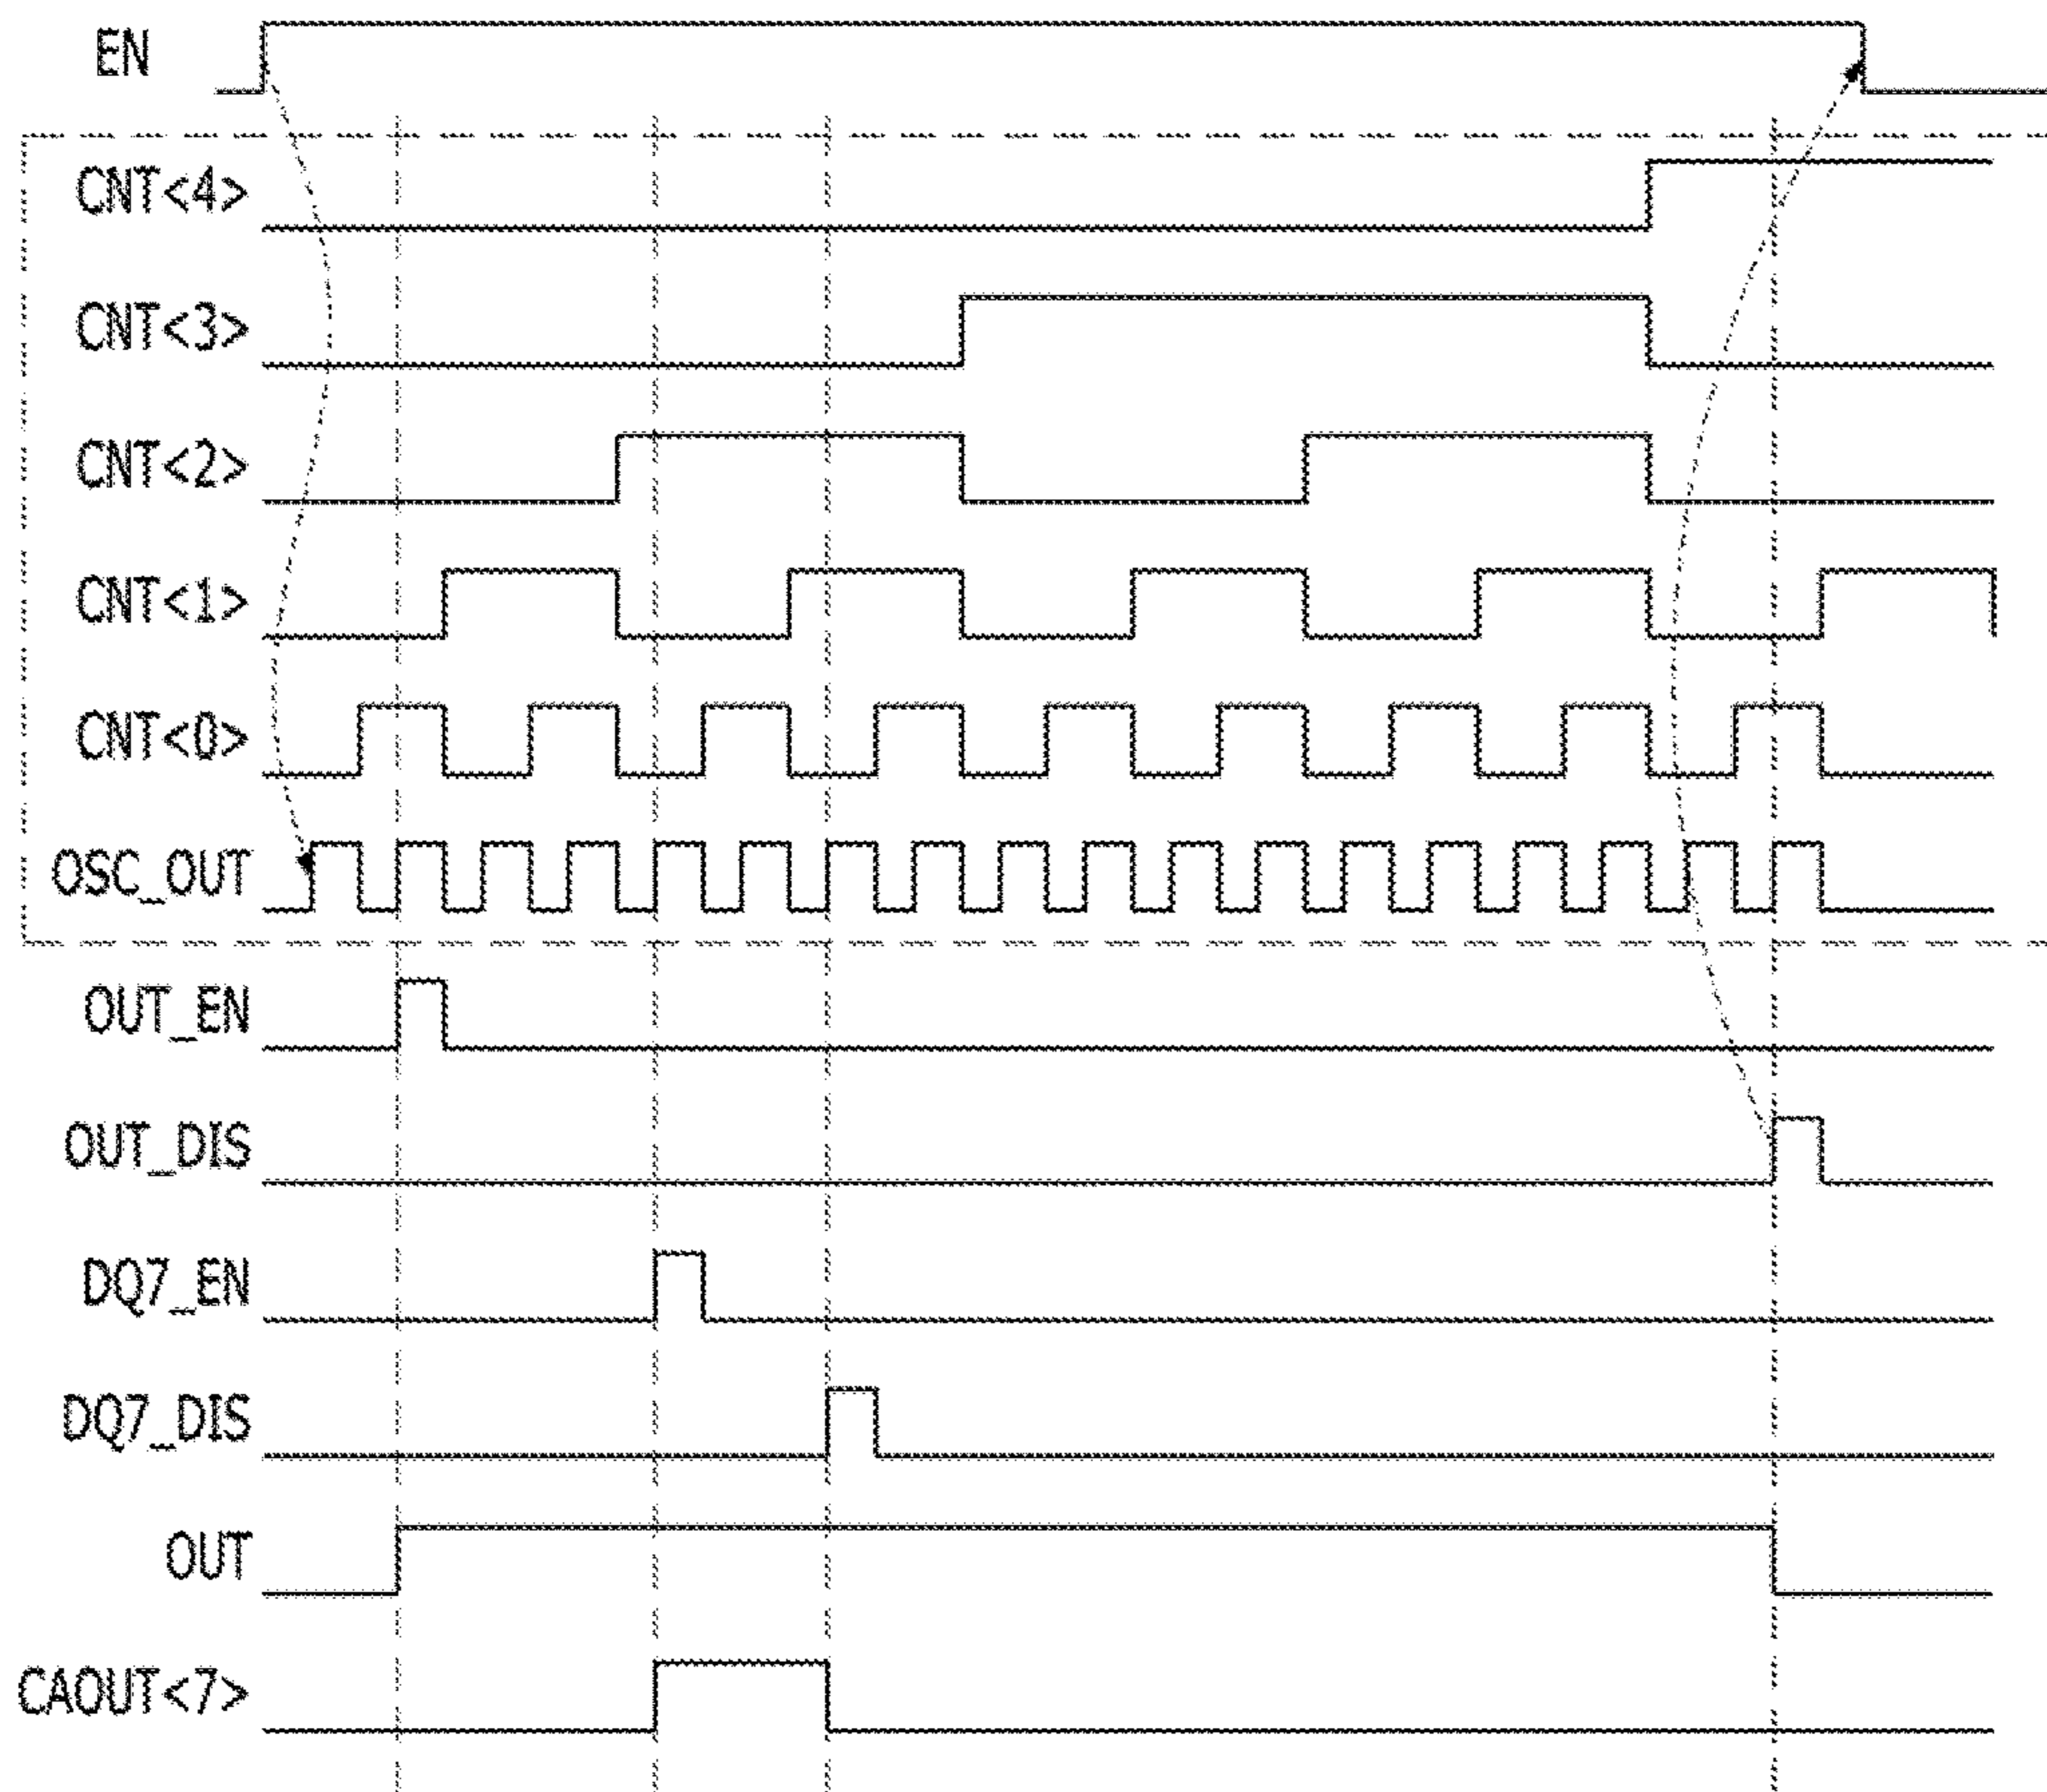 EN
CNT<4>
CNT<3>
CNT<2>
CNT<1>
CNT<0>
OSC_OUT
OUT_EN
OUT_DIS
DQ7_EN
DQ7_DIS
OUT
CAOUT<7>